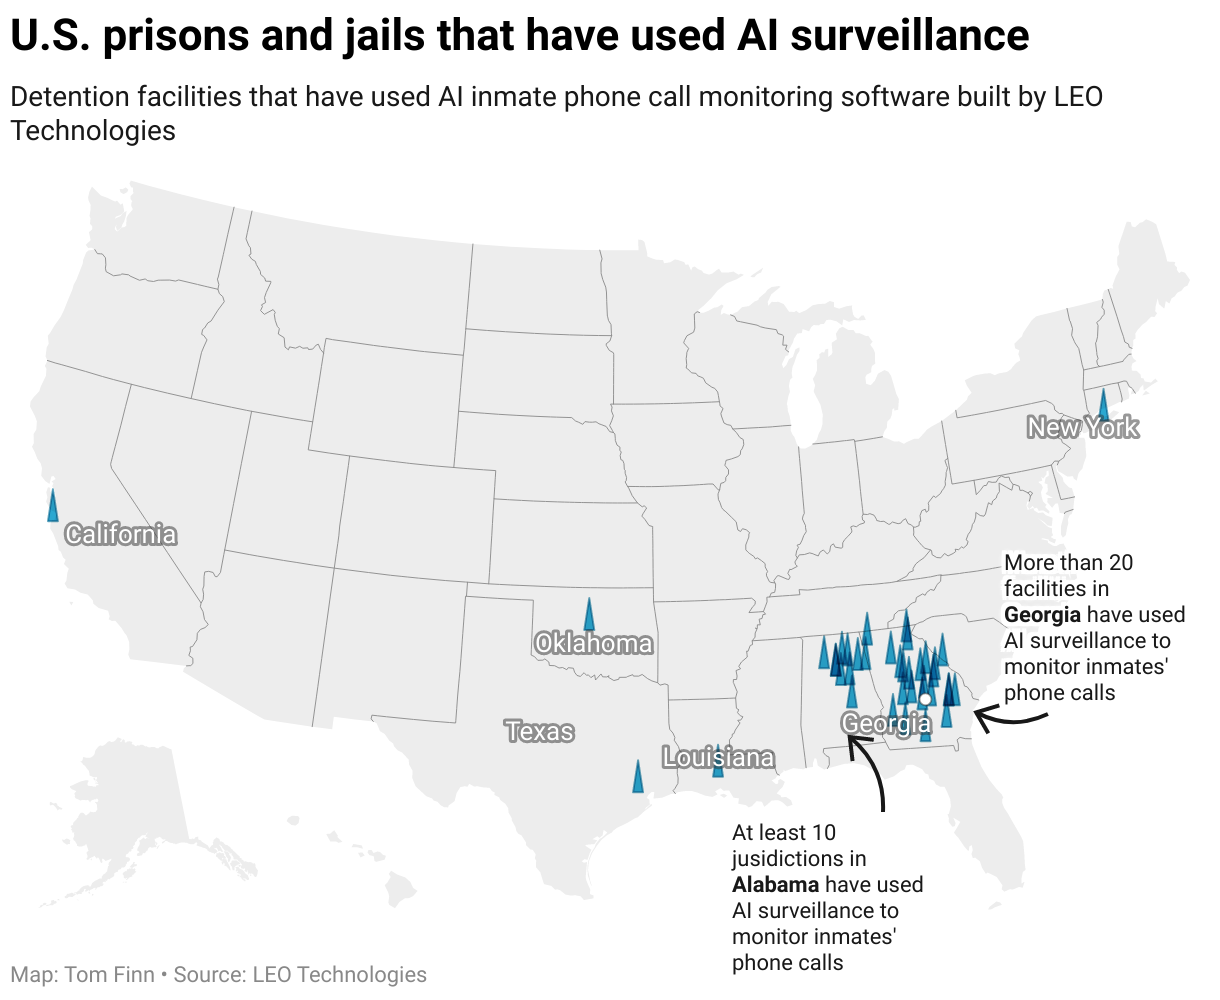 U.S. prisons and jails that have used AI surveillance
Detention facilities that have used AI inmate phone call monitoring software built by LEO
Technologies
New York
California
More than 20
facilities in
Georgia have used
AI surveillance to
monitor inmates'
phone calls
Oklahoma
Georgia
Texas
Louisiana
At least 10
jusidictions in
Alabama have used
AI surveillance to
monitor inmates'
phone calls
Map: Tom Finn • Source: LEO Technologies